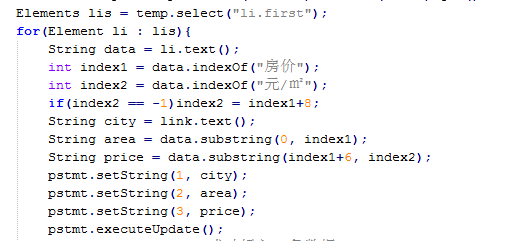 Elements lis = temp.select("li.first");
for(Element li : lis){
String data = li.text();
int index1 = data.indexOf("房价");
int index2 = data.indexOf("元/㎡");
if(index2 == -1)index2 = index1+8;
String city = link.text();
String area = data.substring(0, index1);
String price = data.substring(index1+6, index2);
pstmt.setString(1, city);
pstmt.setString(2, area);
pstmt.setString(3, price);
pstmt.executeUpdate();